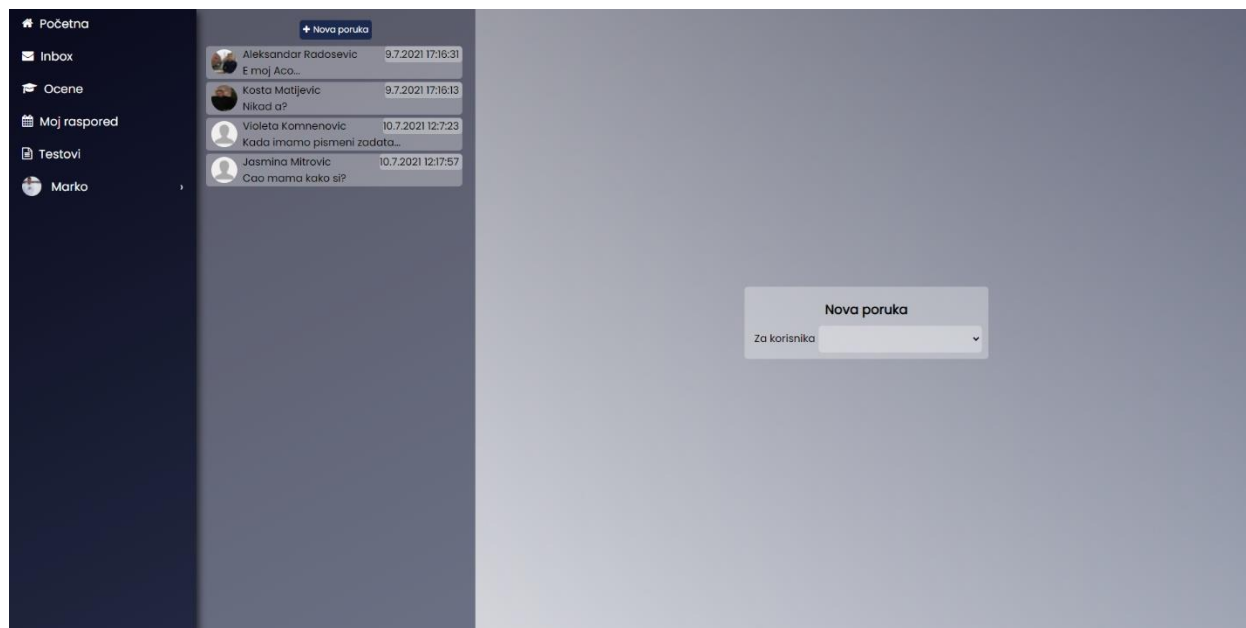 Početna
Inbox
Ocene
Moj raspored
Testovi
Marko
+ Nova poruka
Aleksandar Radosevic 9.7.2021 17:16:31
E moj Aco...
Kosta Matijevic 9.7.2021 17:16:13
Nikad a?
Violeta Komnenovic 10.7.2021 12:7:23
Kada imamo pismeni zadata...
Jasmina Mitrovic 10.7.2021 12:17:57
Cao mama kako si?
Nova poruka
Za korisnika